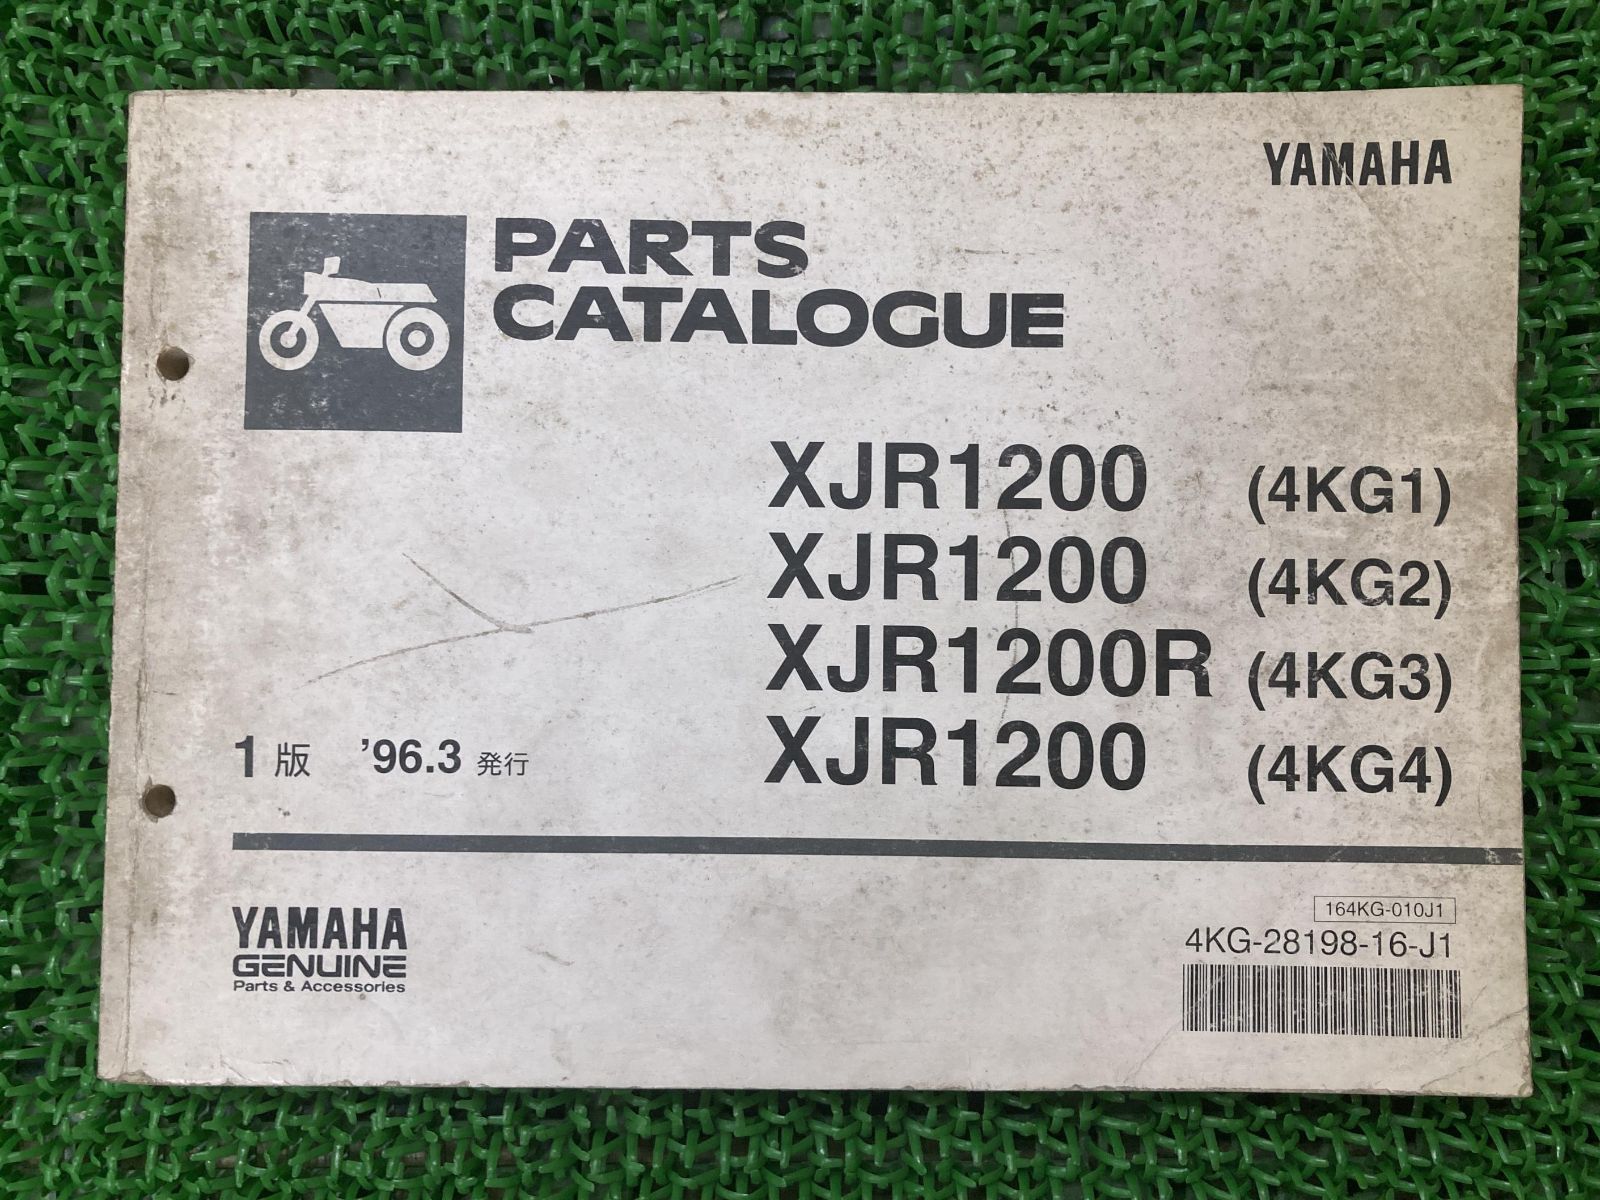 YAMAHA
PARTS
CATALOGUE
XJR1200 (4KG1)
XJR1200 (4KG2)
XJR1200R (4KG3)
XJR1200 (4KG4)
1版 '96.3 発行
YAMAHA
GENUINE
Parts & Accessories
164KG-010J1
4KG-28198-16-J1